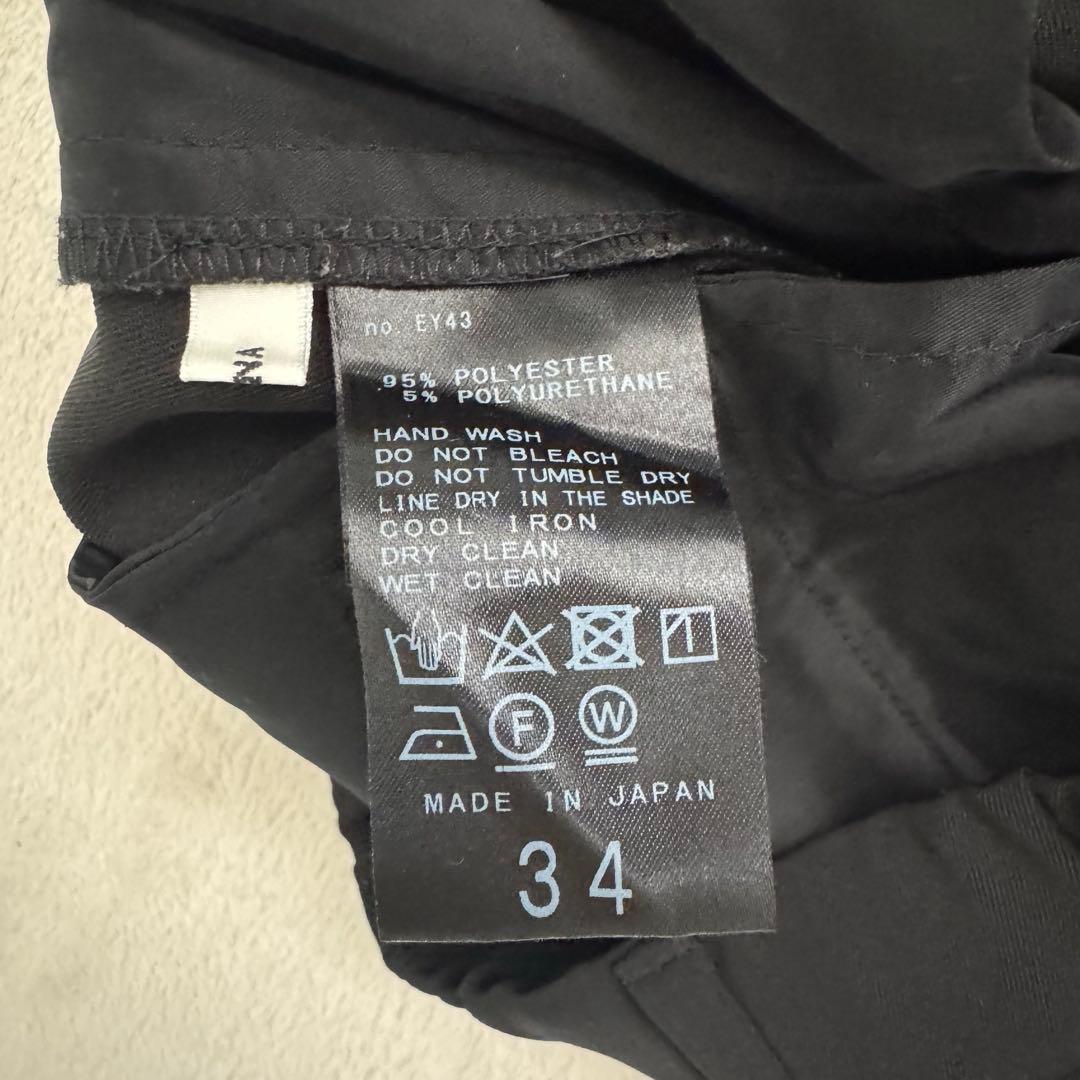 no. EY43
95% POLYESTER
5% POLYURETHANE
HAND WASH
DO NOT BLEACH
DO NOT TUMBLE DRY
LINE DRY IN THE SHADE
COOL IRON
DRY CLEAN
WET CLEAN
F W
MADE IN JAPAN
34